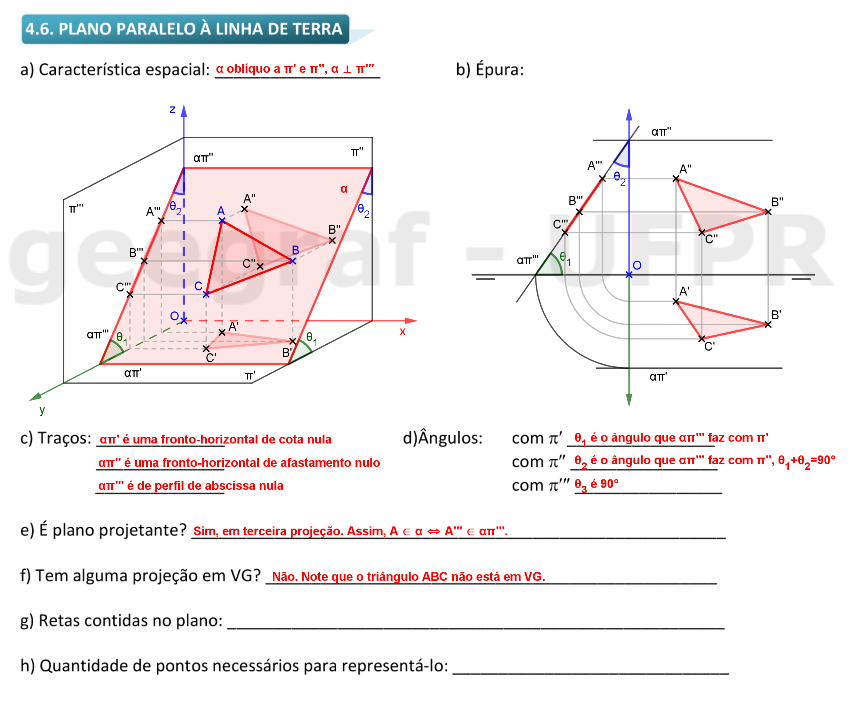 4.6. PLANO PARALELO À LINHA DE TERRA
a) Característica espacial: α oblíquo a π' e π'', α ⊥ π'''
b) Épura:
z
απ''
π''
π'''
α
θ2
θ2
A'''
A
A''
B'''
B
B''
C'''
C
C''
O
x
A'
απ'''
θ1
C'
B'
θ1
απ'
π'
y
απ''
A'''
θ2
A''
B'''
B''
C'''
C''
απ'''
θ1
O
A'
B'
C'
απ'
geegraf - UFPR
c) Traços: απ' é uma fronto-horizontal de cota nula
απ'' é uma fronto-horizontal de afastamento nulo
απ''' é de perfil de abscissa nula
d)Ângulos: com π' θ1 é o ângulo que απ''' faz com π'
com π'' θ2 é o ângulo que απ''' faz com π'', θ1+θ2=90°
com π''' θ3 é 90°
e) É plano projetante? Sim, em terceira projeção. Assim, A ∈ α ⇔ A''' ∈ απ'''.
f) Tem alguma projeção em VG? Não. Note que o triângulo ABC não está em VG.
g) Retas contidas no plano:
h) Quantidade de pontos necessários para representá-lo: